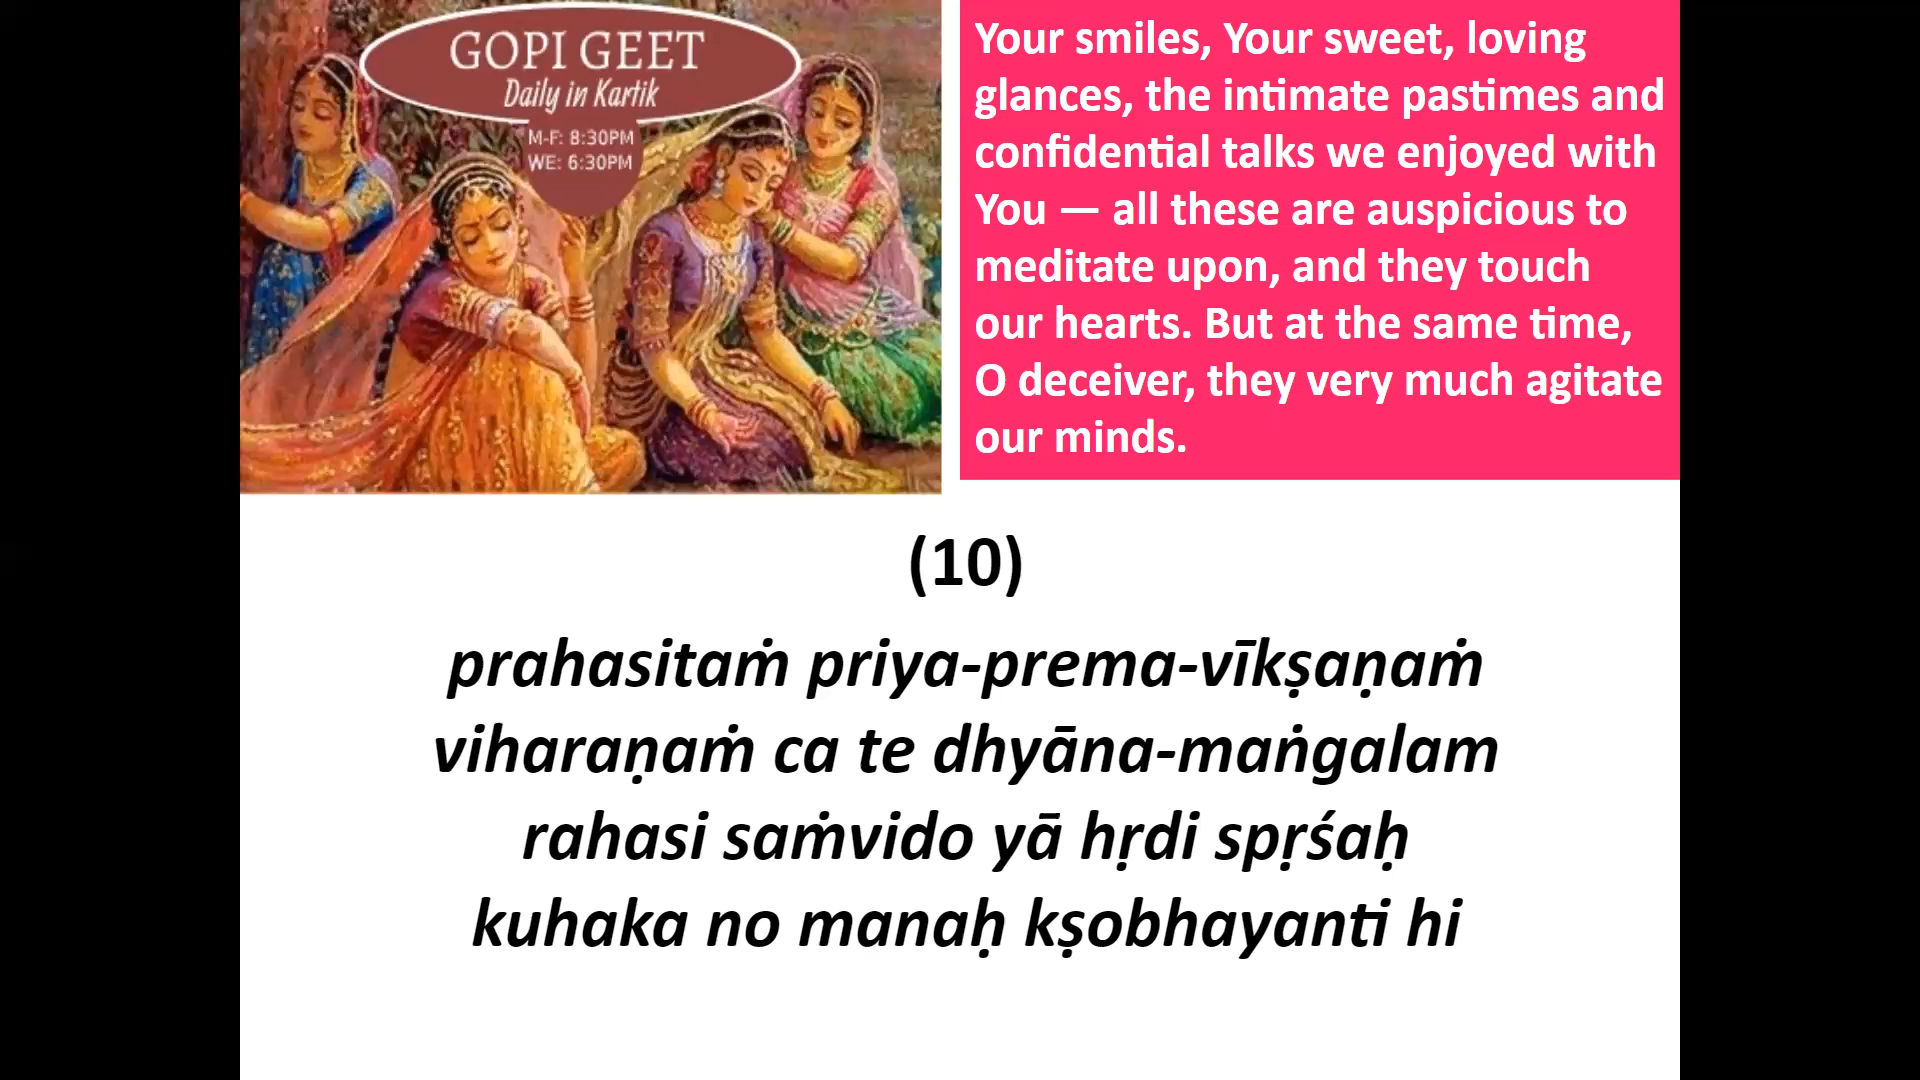 GOPI GEET
Daily in Kartik
M-F: 8:30PM
WE: 6:30PM
Your smiles, Your sweet, loving
glances, the intimate pastimes and
confidential talks we enjoyed with
You — all these are auspicious to
meditate upon, and they touch
our hearts. But at the same time,
O deceiver, they very much agitate
our minds.
(10)
prahasitaṁ priya-prema-vīkṣaṇaṁ
viharaṇaṁ ca te dhyāna-maṅgalam
rahasi saṁvido yā hṛdi spṛśaḥ
kuhaka no manaḥ kṣobhayanti hi